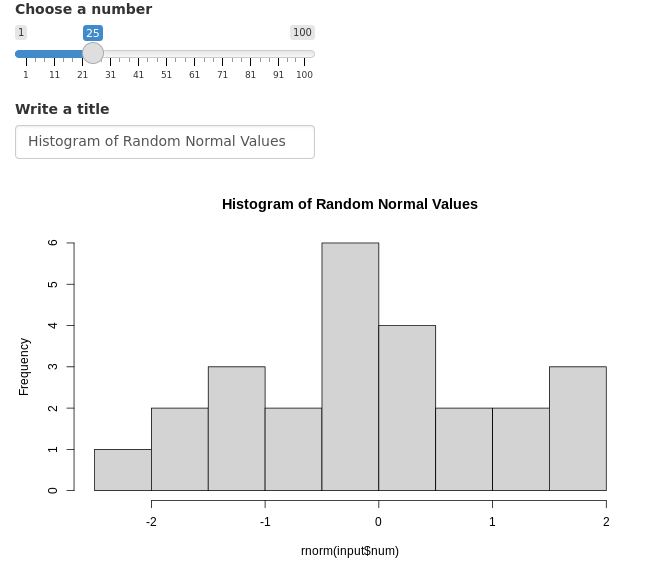 Choose a number
1 25 100
1 11 21 31 41 51 61 71 81 91 100
Write a title
Histogram of Random Normal Values
Histogram of Random Normal Values
6
5
4
3
2
1
0
Frequency
-2 -1 0 1 2
rnorm(input$num)